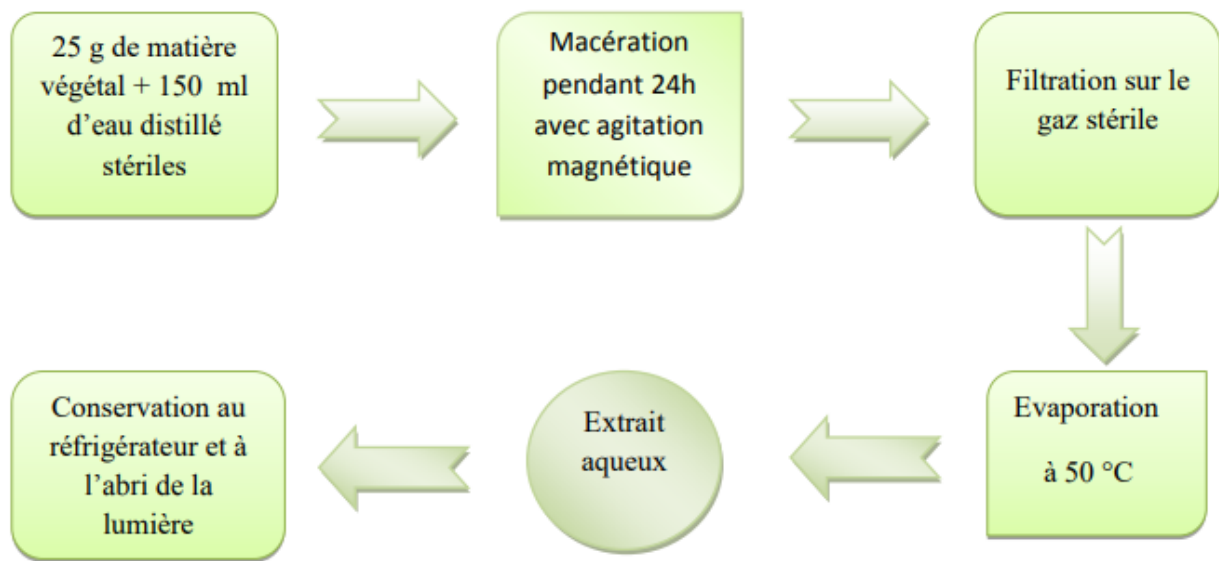 25 g de matière
végétal + 150 ml
d'eau distillé
stériles
Macération
pendant 24h
avec agitation
magnétique
Filtration sur le
gaz stérile
Evaporation
à 50 °C
Extrait
aqueux
Conservation au
réfrigérateur et à
l'abri de la
lumière